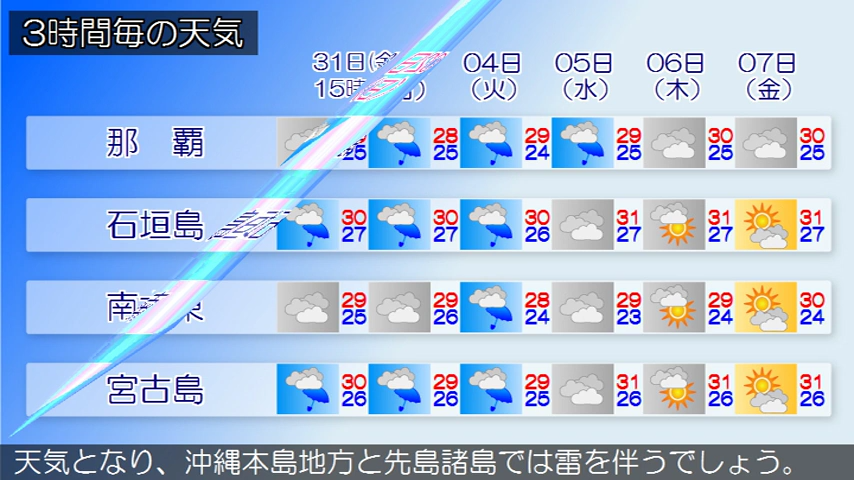 3時間毎の天気
31日
04日 05日 06日 07日
15時 (火) (水) (木) (金)
那 覇 25 28 25 29 24 29 25 30 25 30 25
石垣島 30 27 30 27 30 26 31 27 31 27 31 27
南 29 25 29 26 28 24 29 23 29 24 30 24
宮古島 30 26 29 26 29 25 31 26 31 26 31 26
天気となり、沖縄本島地方と先島諸島では雷を伴うでしょう。